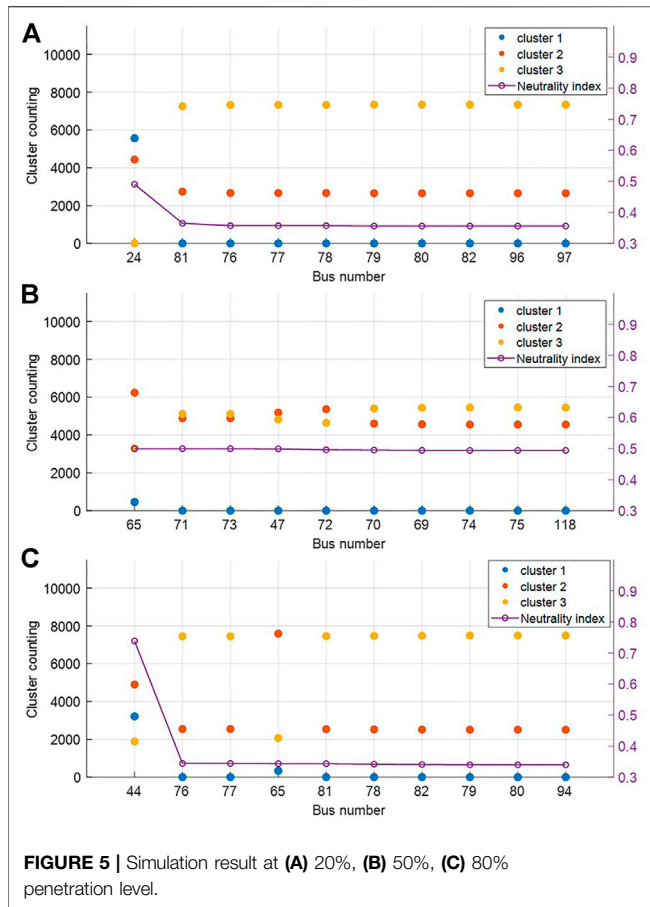 A
cluster 1
cluster 2
cluster 3
Neutrality index
10000
8000
6000
4000
2000
0
Cluster counting
0.9
0.8
0.7
0.6
0.5
0.4
0.3
24 81 76 77 78 79 80 82 96 97
Bus number
B
cluster 1
cluster 2
cluster 3
Neutrality index
10000
8000
6000
4000
2000
0
Cluster counting
0.9
0.8
0.7
0.6
0.5
0.4
0.3
65 71 73 47 72 70 69 74 75 118
Bus number
C
cluster 1
cluster 2
cluster 3
Neutrality index
10000
8000
6000
4000
2000
0
Cluster counting
0.9
0.8
0.7
0.6
0.5
0.4
0.3
44 76 77 65 81 78 82 79 80 94
Bus number
FIGURE 5 | Simulation result at (A) 20%, (B) 50%, (C) 80%
penetration level.